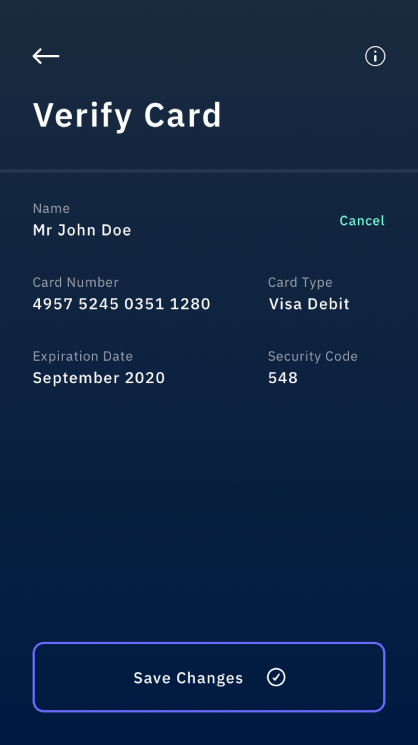 Verify Card
Name
Mr John Doe
Cancel
Card Number
4957 5245 0351 1280
Card Type
Visa Debit
Expiration Date
September 2020
Security Code
548
Save Changes